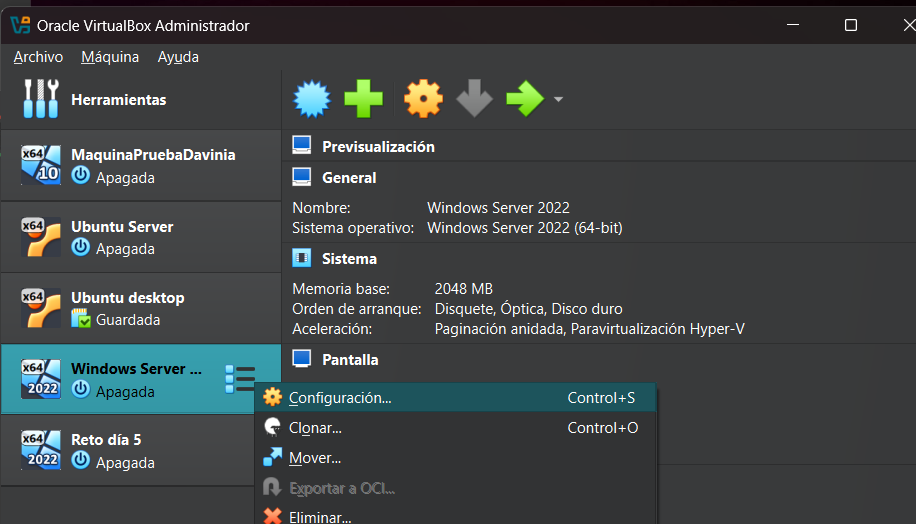 Oracle VirtualBox Administrador
Archivo Máquina Ayuda
Herramientas
x64 10 MaquinaPruebaDavinia
Apagada
x64 Ubuntu Server
Apagada
x64 Ubuntu desktop
Guardada
x64 2022 Windows Server ...
Apagada
x64 2022 Reto día 5
Apagada
Previsualización
General
Nombre: Windows Server 2022
Sistema operativo: Windows Server 2022 (64-bit)
Sistema
Memoria base: 2048 MB
Orden de arranque: Disquete, Óptica, Disco duro
Aceleración: Paginación anidada, Paravirtualización Hyper-V
Pantalla
Configuración... Control+S
Clonar... Control+O
Mover...
Exportar a OCI...
Eliminar...